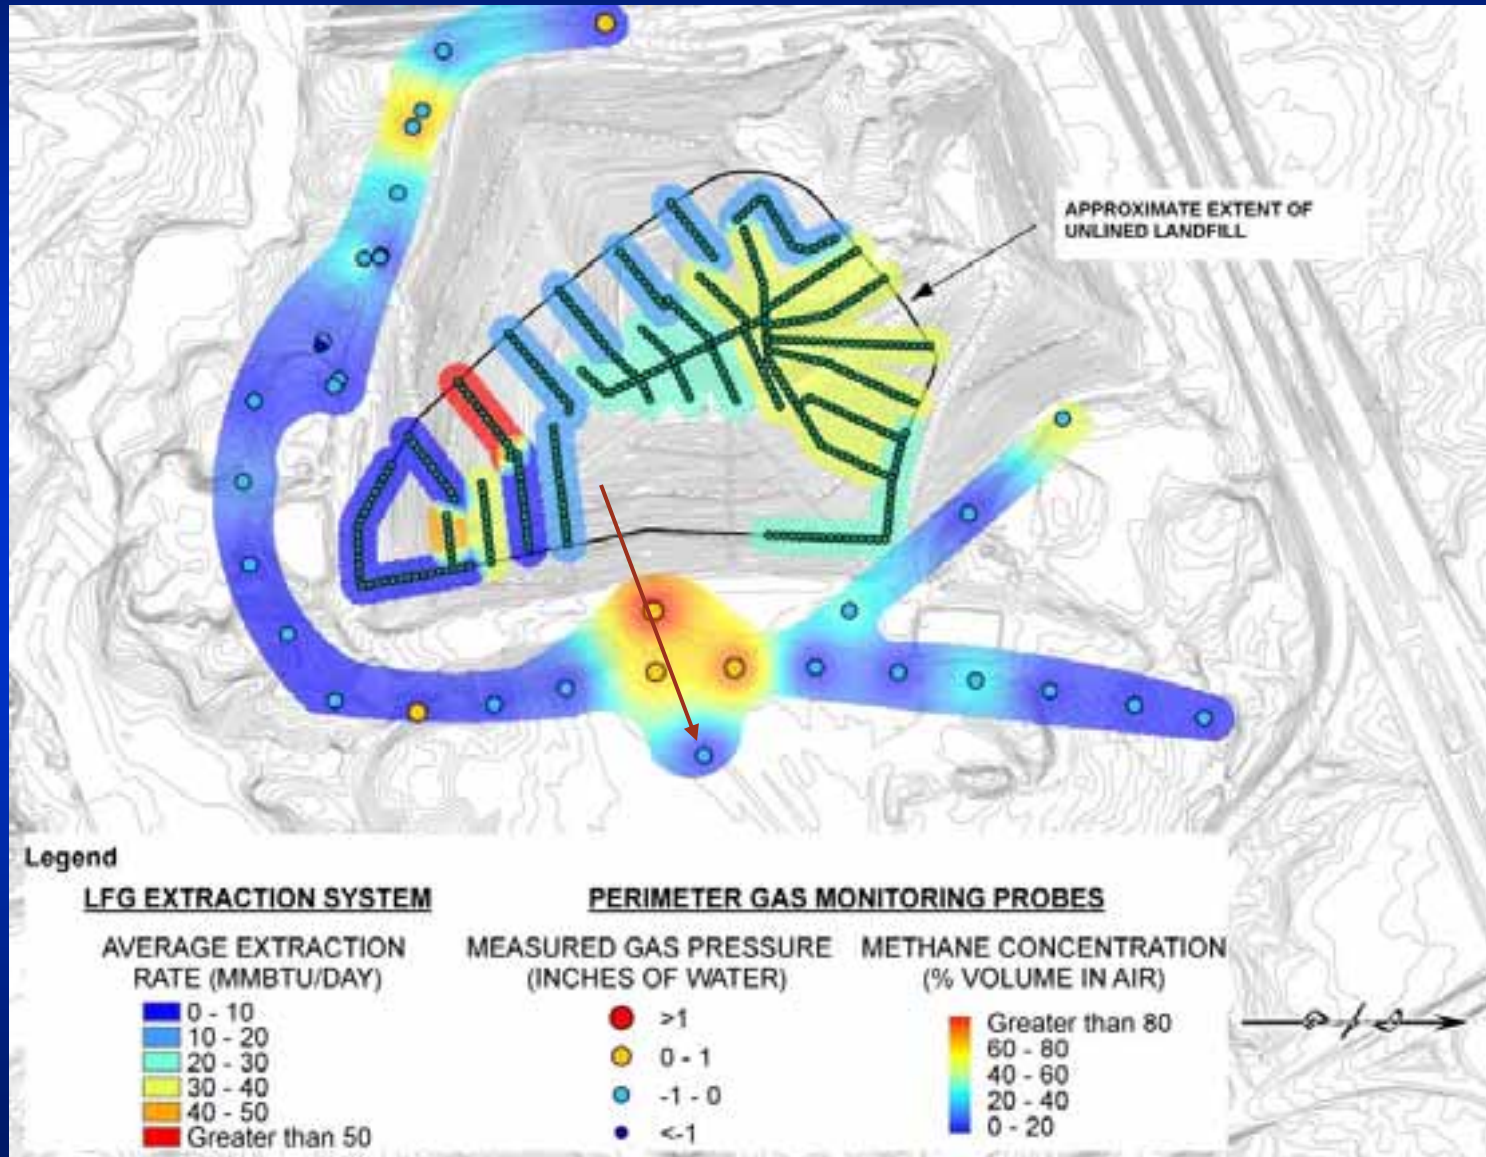 APPROXIMATE EXTENT OF
UNLINED LANDFILL
Legend
LFG EXTRACTION SYSTEM
AVERAGE EXTRACTION
RATE (MMBTU/DAY)
0 - 10
10 - 20
20 - 30
30 - 40
40 - 50
Greater than 50
PERIMETER GAS MONITORING PROBES
MEASURED GAS PRESSURE
(INCHES OF WATER)
>1
0 - 1
-1 - 0
<-1
METHANE CONCENTRATION
(% VOLUME IN AIR)
Greater than 80
60 - 80
40 - 60
20 - 40
0 - 20